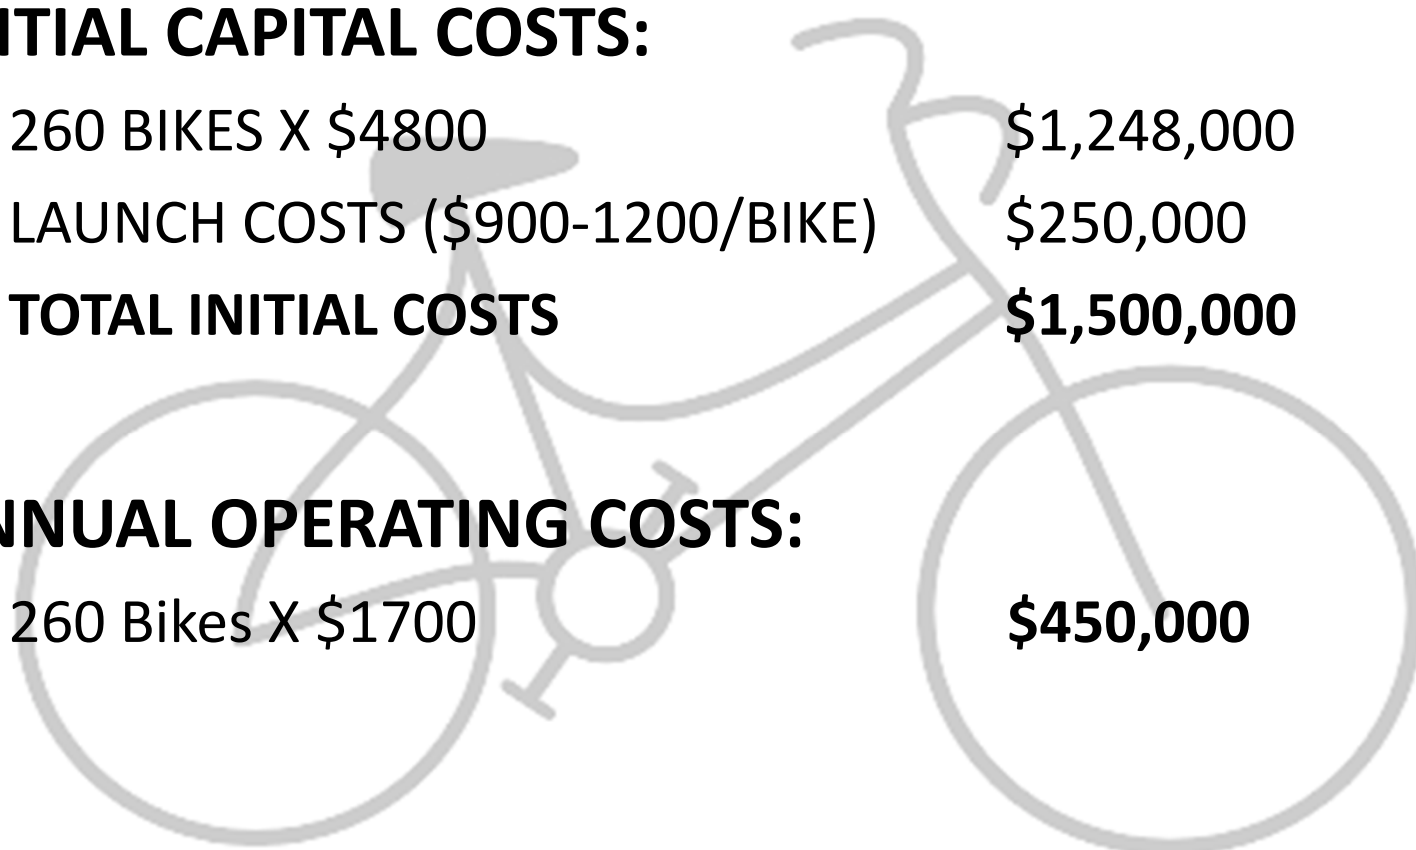 ITIAL CAPITAL COSTS:
260 BIKES X $4800 $1,248,000
LAUNCH COSTS ($900-1200/BIKE) $250,000
TOTAL INITIAL COSTS $1,500,000
NNUAL OPERATING COSTS:
260 Bikes X $1700 $450,000